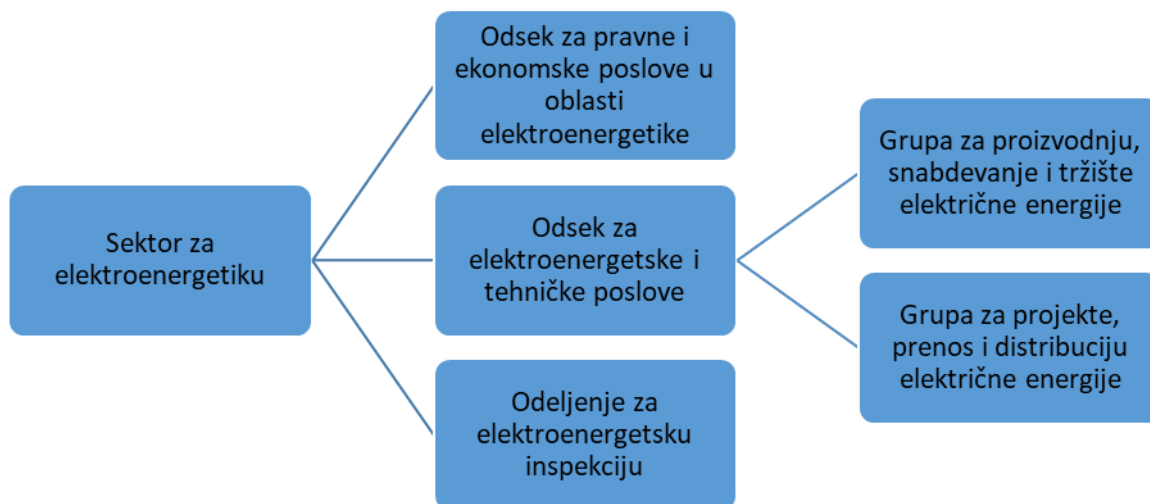 Sektor za
elektroenergetiku
Odsek za pravne i
ekonomske poslove u
oblasti
elektroenergetike
Odsek za
elektroenergetske i
tehničke poslove
Odeljenje za
elektroenergetsku
inspekciju
Grupa za proizvodnju,
snabdevanje i tržište
električne energije
Grupa za projekte,
prenos i distribuciju
električne energije